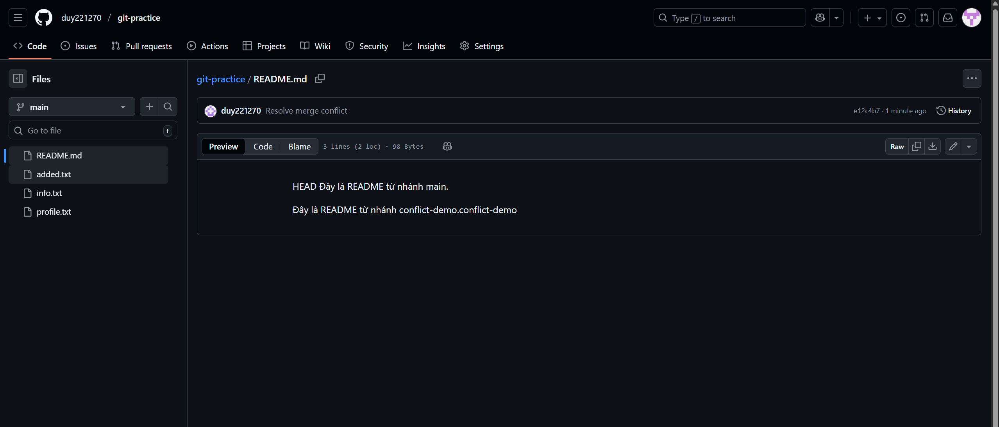 duy221270 / git-practice
Type / to search
Code Issues Pull requests Actions Projects Wiki Security Insights Settings
Files
main
Go to file t
README.md
added.txt
info.txt
profile.txt
git-practice / README.md
duy221270 Resolve merge conflict
e12c4b7 · 1 minute ago History
Preview Code Blame 3 lines (2 loc) · 98 Bytes
Raw
HEAD Đây là README từ nhánh main.
Đây là README từ nhánh conflict-demo.conflict-demo